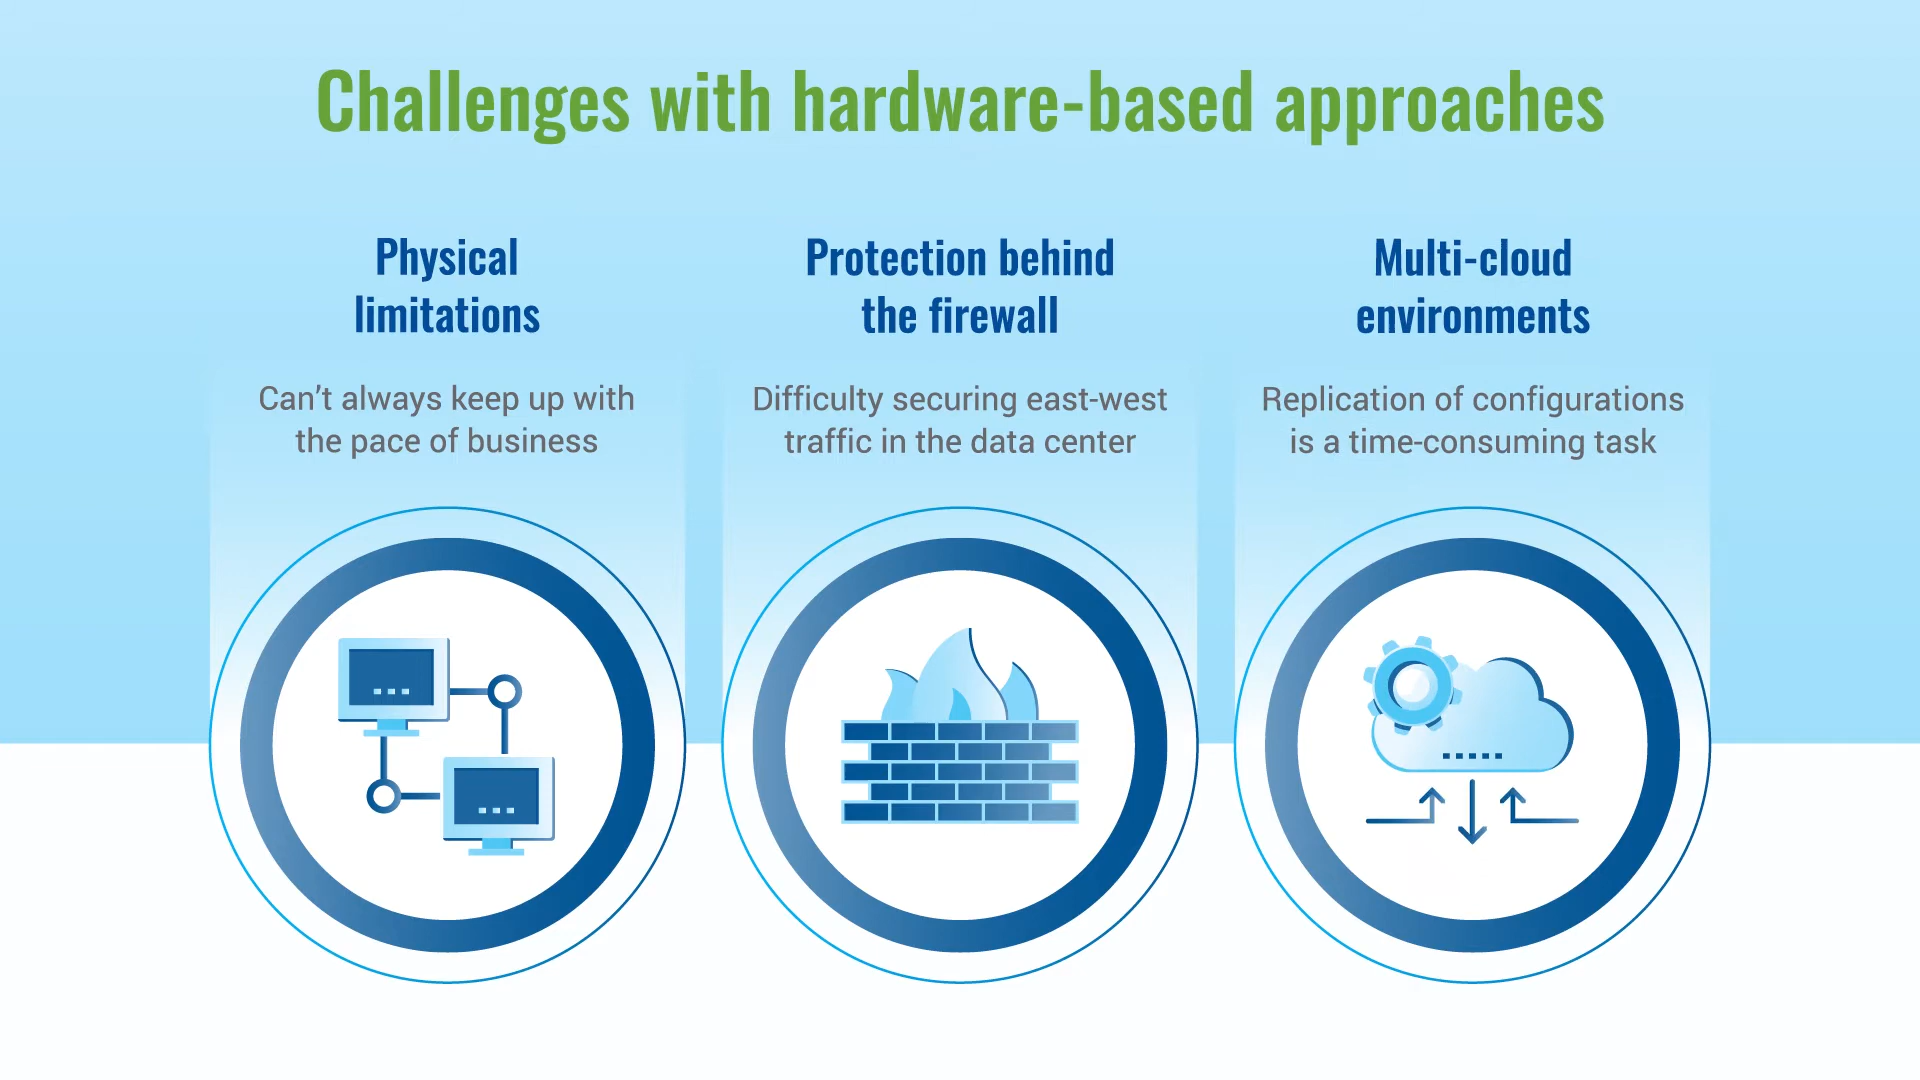 Challenges with hardware-based approaches
Physical
limitations
Can’t always keep up with
the pace of business
Protection behind
the firewall
Difficulty securing east-west
traffic in the data center
Multi-cloud
environments
Replication of configurations
is a time-consuming task